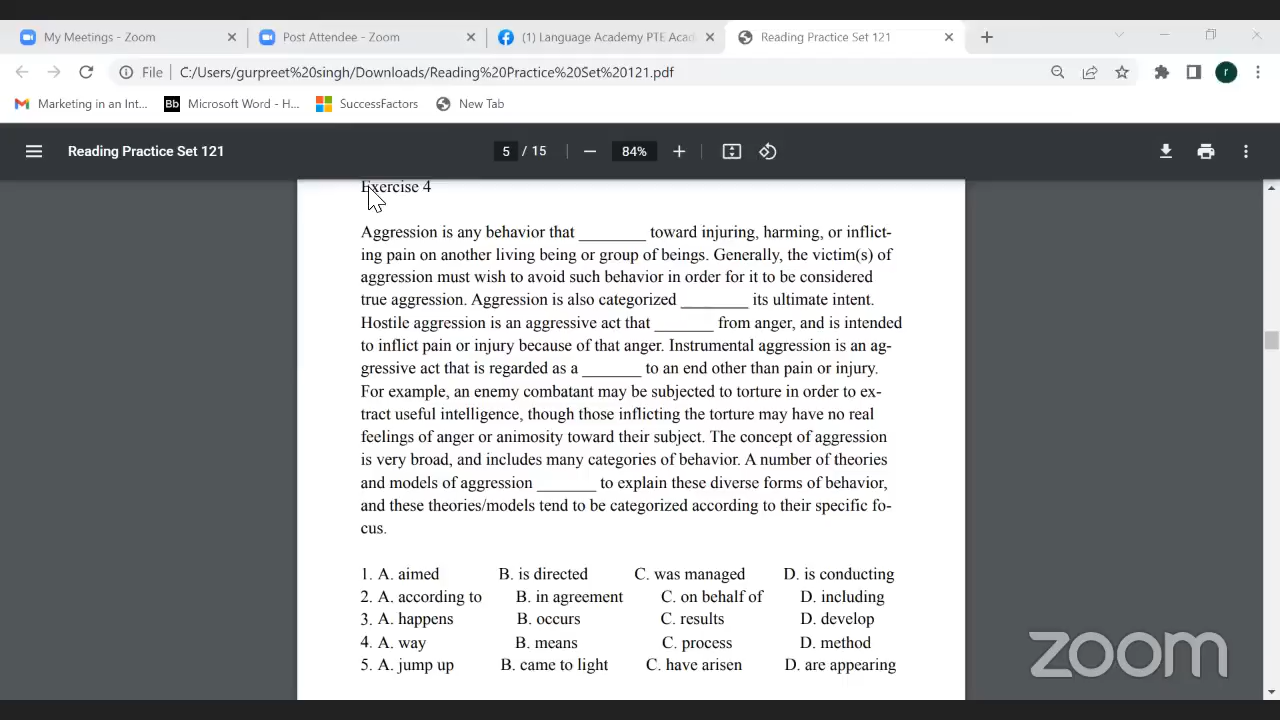 My Meetings - Zoom
Post Attendee - Zoom
(1) Language Academy PTE Acad
Reading Practice Set 121
File C:/Users/gurpreet%20singh/Downloads/Reading%20Practice%20Set%20121.pdf
r
Marketing in an Int...
Bb Microsoft Word - H...
SuccessFactors
New Tab
Reading Practice Set 121
5 / 15
84%
Exercise 4
Aggression is any behavior that ________ toward injuring, harming, or inflict-
ing pain on another living being or group of beings. Generally, the victim(s) of
aggression must wish to avoid such behavior in order for it to be considered
true aggression. Aggression is also categorized ________ its ultimate intent.
Hostile aggression is an aggressive act that _______ from anger, and is intended
to inflict pain or injury because of that anger. Instrumental aggression is an ag-
gressive act that is regarded as a _______ to an end other than pain or injury.
For example, an enemy combatant may be subjected to torture in order to ex-
tract useful intelligence, though those inflicting the torture may have no real
feelings of anger or animosity toward their subject. The concept of aggression
is very broad, and includes many categories of behavior. A number of theories
and models of aggression _______ to explain these diverse forms of behavior,
and these theories/models tend to be categorized according to their specific fo-
cus.
1. A. aimed B. is directed C. was managed D. is conducting
2. A. according to B. in agreement C. on behalf of D. including
3. A. happens B. occurs C. results D. develop
4. A. way B. means C. process D. method
5. A. jump up B. came to light C. have arisen D. are appearing
zoom